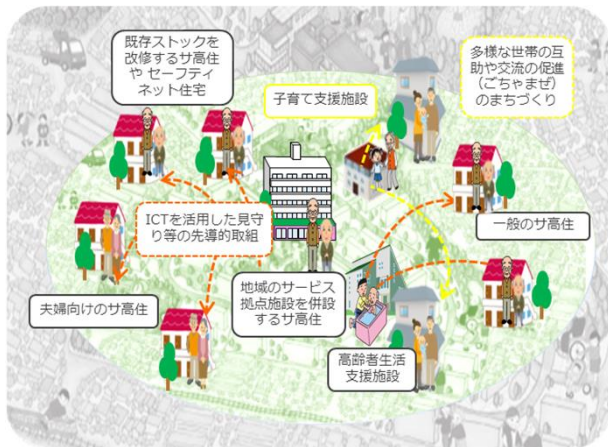 既存ストックを
改修するサ高住
や セーフティ
ネット住宅
子育て支援施設
多様な世帯の互
助や交流の促進
（ごちゃまぜ）
のまちづくり
ICTを活用した見守
り等の先導的取組
一般のサ高住
夫婦向けのサ高住
地域のサービス
拠点施設を併設
するサ高住
高齢者生活
支援施設